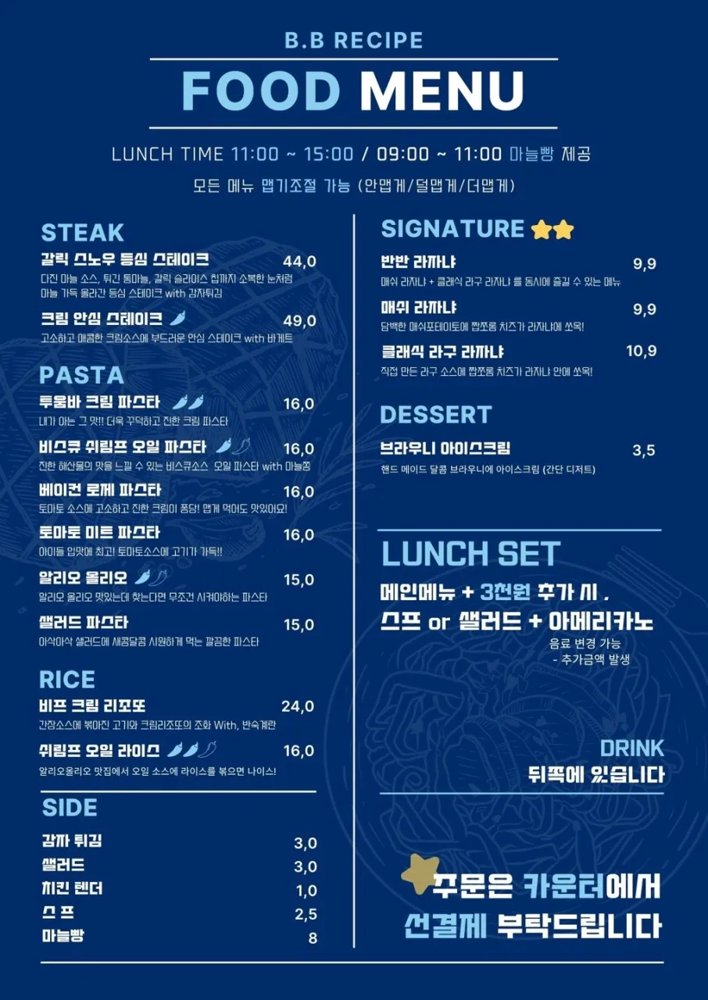 B.B RECIPE
FOOD MENU
LUNCH TIME 11:00 ~ 15:00 / 09:00 ~ 11:00 마늘빵 제공
모든 메뉴 맵기조절 가능 (안맵게/덜맵게/더맵게)
STEAK
갈릭 스노우 등심 스테이크 44,0
다진 마늘 소스, 튀긴 통마늘, 갈릭 슬라이스 칩까지 소복한 눈처럼
마늘 가득 올라간 등심 스테이크 with 감자튀김
크림 안심 스테이크 49,0
고소하고 매콤한 크림소스에 부드러운 안심 스테이크 with 바게트
PASTA
투움바 크림 파스타 16,0
내가 아는 그 맛!! 더욱 꾸덕하고 진한 크림 파스타
비스큐 쉬림프 오일 파스타 16,0
진한 해산물의 맛을 느낄 수 있는 비스큐소스 오일 파스타 with 마늘쫑
베이컨 로제 파스타 16,0
토마토 소스에 고소하고 진한 크림이 퐁당! 맵게 먹어도 맛있어요!
토마토 미트 파스타 16,0
아이들 입맛에 최고! 토마토소스에 고기가 가득!!
알리오 올리오 15,0
알리오 올리오 맛있는데 찾는다면 무조건 시켜야하는 파스타
샐러드 파스타 15,0
아삭아삭 샐러드에 새콤달콤 시원하게 먹는 깔끔한 파스타
RICE
비프 크림 리조또 24,0
간장소스에 볶아진 고기와 크림리조또의 조화 With, 반숙계란
쉬림프 오일 라이스 16,0
알리오올리오 맛집에서 오일 소스에 라이스를 볶으면 나이스!
SIDE
감자 튀김 3,0
샐러드 3,0
치킨 텐더 1,0
스 프 2,5
마늘빵 8
SIGNATURE
반반 라자냐 9,9
매쉬 라자냐 + 클래식 라구 라자냐 를 동시에 즐길 수 있는 메뉴
매쉬 라자냐 9,9
담백한 매쉬포테이토에 짭쪼롬 치즈가 라자냐에 쏘옥!
클래식 라구 라자냐 10,9
직접 만든 라구 소스에 짭쪼롬 치즈가 라자냐 안에 쏘옥!
DESSERT
브라우니 아이스크림 3,5
핸드 메이드 달콤 브라우니에 아이스크림 (간단 디저트)
LUNCH SET
메인메뉴 + 3천원 추가 시 .
스프 or 샐러드 + 아메리카노
음료 변경 가능
- 추가금액 발생
DRINK
뒤쪽에 있습니다
주문은 카운터에서
선결제 부탁드립니다